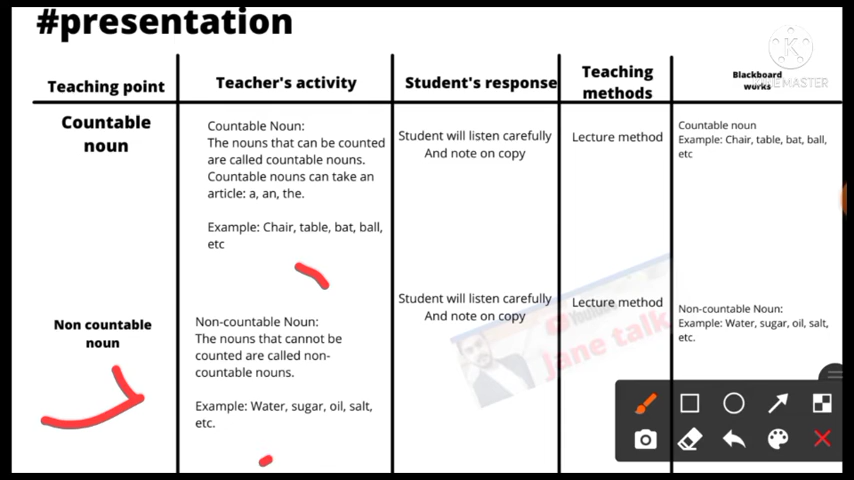 #presentation
Teaching point
Teacher's activity
Student's response
Teaching
methods
Blackboard
works
KINEMASTER
Countable
noun
Countable Noun:
The nouns that can be counted
are called countable nouns.
Countable nouns can take an
article: a, an, the.
Example: Chair, table, bat, ball,
etc
Student will listen carefully
And note on copy
Lecture method
Countable noun
Example: Chair, table, bat, ball,
etc
Non countable
noun
Non-countable Noun:
The nouns that cannot be
counted are called non-
countable nouns.
Example: Water, sugar, oil, salt,
etc.
Student will listen carefully
And note on copy
Lecture method
Non-countable Noun:
Example: Water, sugar, oil, salt,
etc.
Youtube
Jane talk